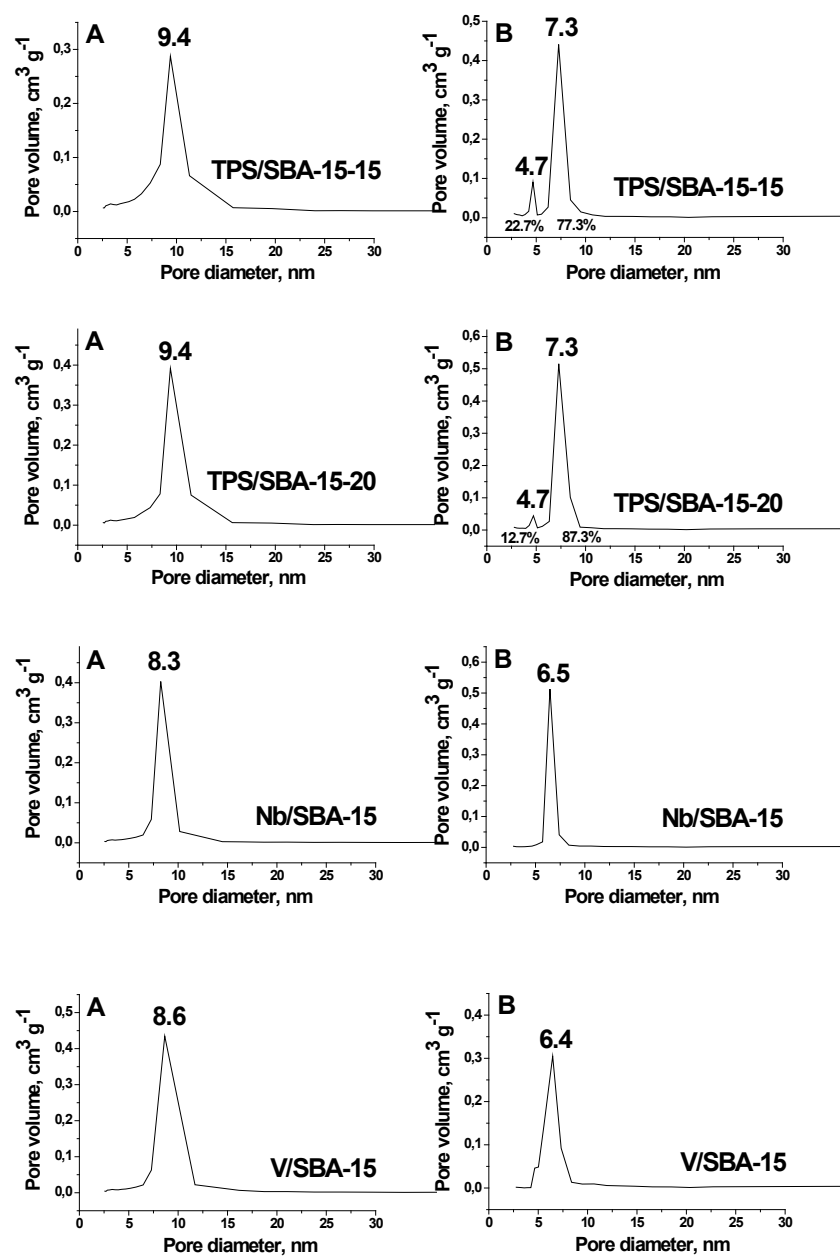 A
9.4
0,3
0,2
0,1
0,0
Pore volume, cm³ g⁻¹
TPS/SBA-15-15
0 5 10 15 20 25 30
Pore diameter, nm
B
7.3
0,5
0,4
0,3
0,2
0,1
0,0
Pore volume, cm³ g⁻¹
4.7
TPS/SBA-15-15
22.7% 77.3%
0 5 10 15 20 25 30
Pore diameter, nm
A
9.4
0,4
0,3
0,2
0,1
0,0
Pore volume, cm³ g⁻¹
TPS/SBA-15-20
0 5 10 15 20 25 30
Pore diameter, nm
B
7.3
0,6
0,5
0,4
0,3
0,2
0,1
0,0
Pore volume, cm³ g⁻¹
4.7
TPS/SBA-15-20
12.7% 87.3%
0 5 10 15 20 25 30
Pore diameter, nm
A
8.3
0,4
0,3
0,2
0,1
0,0
Pore volume, cm³ g⁻¹
Nb/SBA-15
0 5 10 15 20 25 30
Pore diameter, nm
B
6.5
0,6
0,5
0,4
0,3
0,2
0,1
0,0
Pore volume, cm³ g⁻¹
Nb/SBA-15
0 5 10 15 20 25 30
Pore diameter, nm
A
8.6
0,5
0,4
0,3
0,2
0,1
0,0
Pore volume, cm³ g⁻¹
V/SBA-15
0 5 10 15 20 25 30
Pore diameter, nm
B
6.4
0,4
0,3
0,2
0,1
0,0
Pore volume, cm³ g⁻¹
V/SBA-15
0 5 10 15 20 25 30
Pore diameter, nm